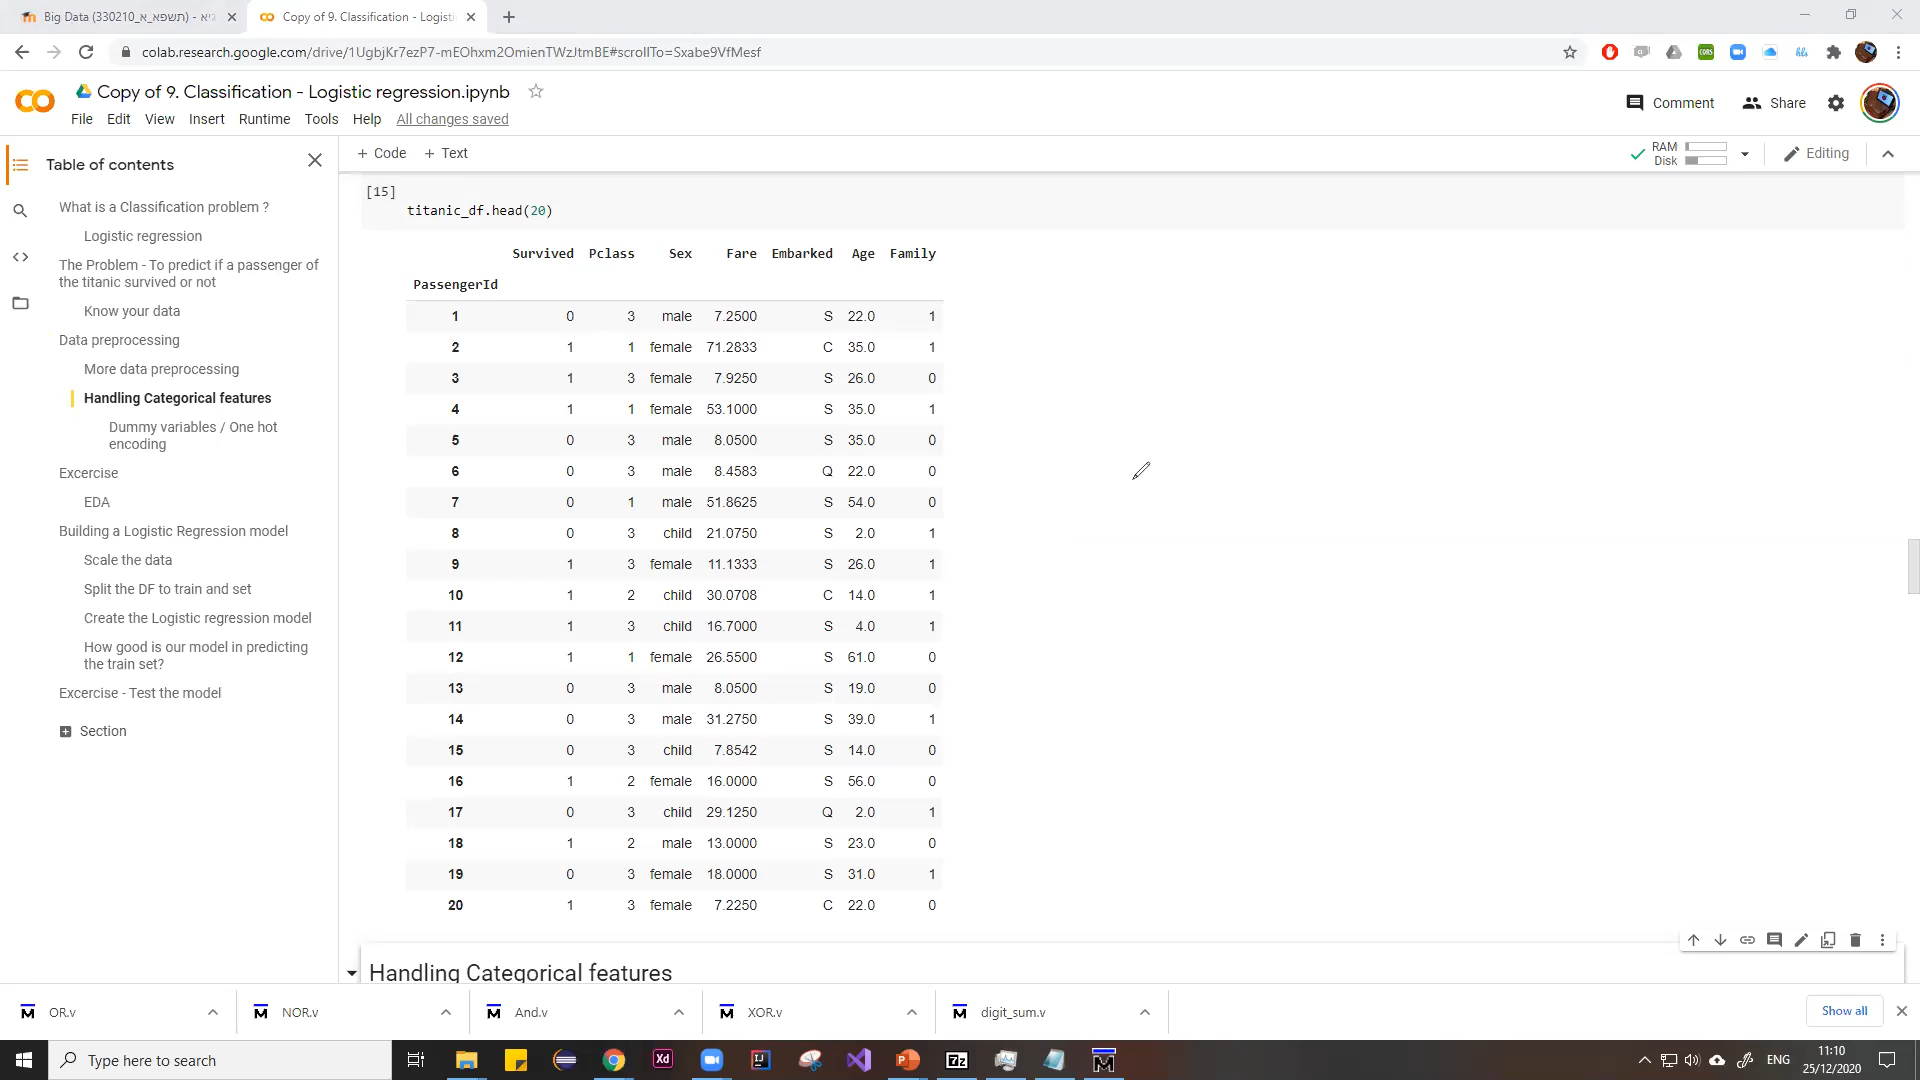 Big Data (330210_תשפא_א) - ניא
Copy of 9. Classification - Logisti
colab.research.google.com/drive/1UgbjKr7ezP7-mEOhxm2OmienTWzJtmBE#scrollTo=Sxabe9VfMesf
Copy of 9. Classification - Logistic regression.ipynb
Comment
Share
File Edit View Insert Runtime Tools Help All changes saved
Table of contents
+ Code + Text
RAM
Disk
Editing
What is a Classification problem ?
Logistic regression
The Problem - To predict if a passenger of
the titanic survived or not
Know your data
Data preprocessing
More data preprocessing
Handling Categorical features
Dummy variables / One hot
encoding
Excercise
EDA
Building a Logistic Regression model
Scale the data
Split the DF to train and set
Create the Logistic regression model
How good is our model in predicting
the train set?
Excercise - Test the model
Section
[15]
titanic_df.head(20)
Survived Pclass Sex Fare Embarked Age Family
PassengerId
1 0 3 male 7.2500 S 22.0 1
2 1 1 female 71.2833 C 35.0 1
3 1 3 female 7.9250 S 26.0 0
4 1 1 female 53.1000 S 35.0 1
5 0 3 male 8.0500 S 35.0 0
6 0 3 male 8.4583 Q 22.0 0
7 0 1 male 51.8625 S 54.0 0
8 0 3 child 21.0750 S 2.0 1
9 1 3 female 11.1333 S 26.0 1
10 1 2 child 30.0708 C 14.0 1
11 1 3 child 16.7000 S 4.0 1
12 1 1 female 26.5500 S 61.0 0
13 0 3 male 8.0500 S 19.0 0
14 0 3 male 31.2750 S 39.0 1
15 0 3 child 7.8542 S 14.0 0
16 1 2 female 16.0000 S 56.0 0
17 0 3 child 29.1250 Q 2.0 1
18 1 2 male 13.0000 S 23.0 0
19 0 3 female 18.0000 S 31.0 1
20 1 3 female 7.2250 C 22.0 0
Handling Categorical features
OR.v
NOR.v
And.v
XOR.v
digit_sum.v
Show all
Type here to search
ENG
11:10
25/12/2020